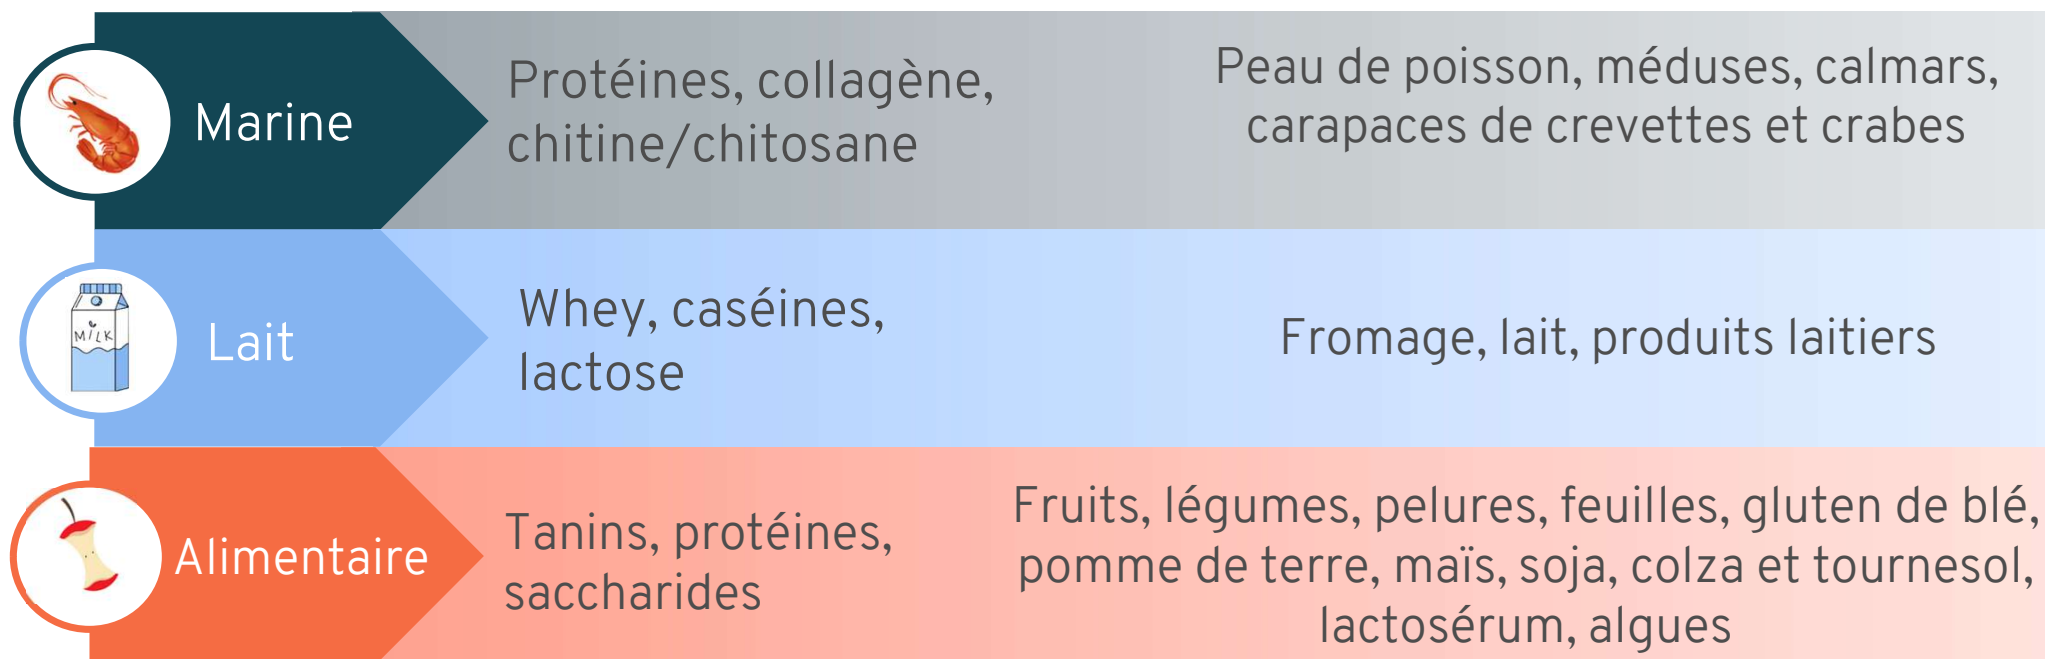 Marine
Protéines, collagène,
chitine/chitosane
Peau de poisson, méduses, calmars,
carapaces de crevettes et crabes
MILK
Lait
Whey, caséines,
lactose
Fromage, lait, produits laitiers
Alimentaire
Tanins, protéines,
saccharides
Fruits, légumes, pelures, feuilles, gluten de blé,
pomme de terre, maïs, soja, colza et tournesol,
lactosérum, algues